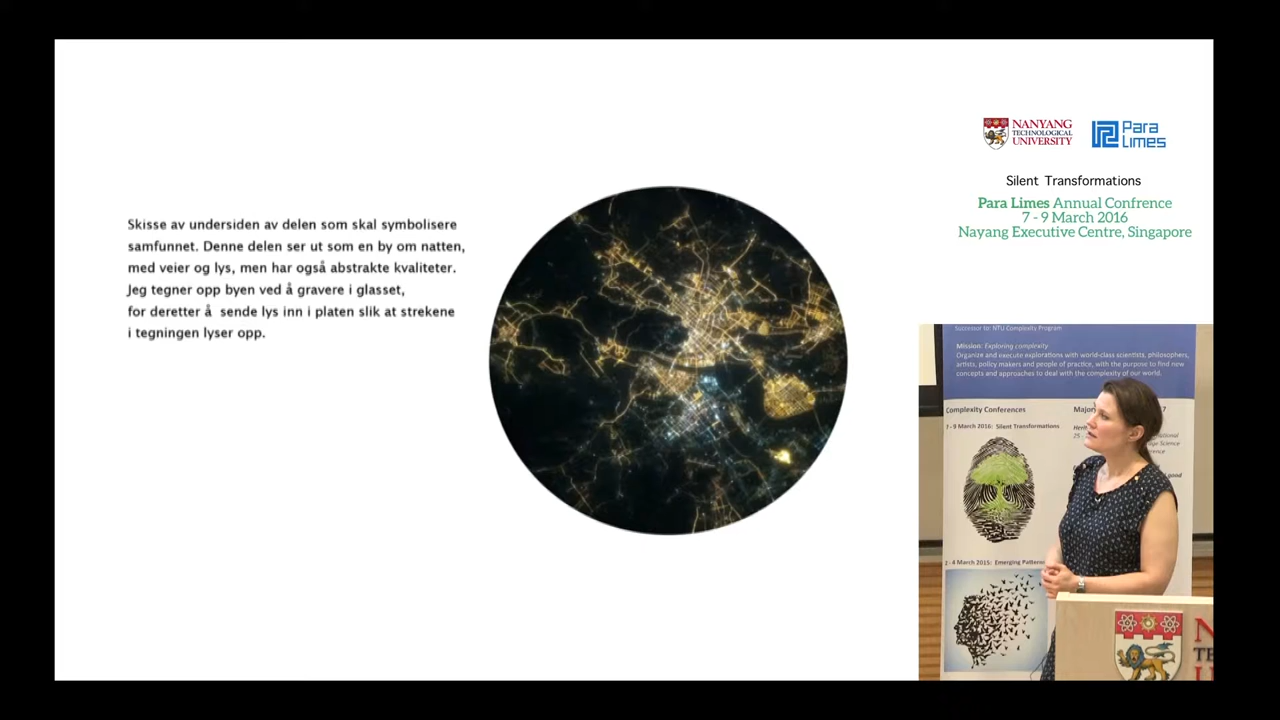 Skisse av undersiden av delen som skal symbolisere
samfunnet. Denne delen ser ut som en by om natten,
med veier og lys, men har også abstrakte kvaliteter.
Jeg tegner opp byen ved å gravere i glasset,
for deretter å  sende lys inn i platen slik at strekene
i tegningen lyser opp.
NANYANG
TECHNOLOGICAL
UNIVERSITY
Para
Limes
Silent Transformations
Para Limes Annual Confrence
7 - 9 March 2016
Nayang Executive Centre, Singapore
Successor to: NTU Complexity Program
Mission: Exploring complexity
Organize and execute explorations with world-class scientists, philosophers,
artists, policy makers and people of practice, with the purpose to find new
concepts and approaches to deal with the complexity of our world.
Complexity Conferences
7 - 9 March 2016: Silent Transformations
2 - 4 March 2015: Emerging Patterns